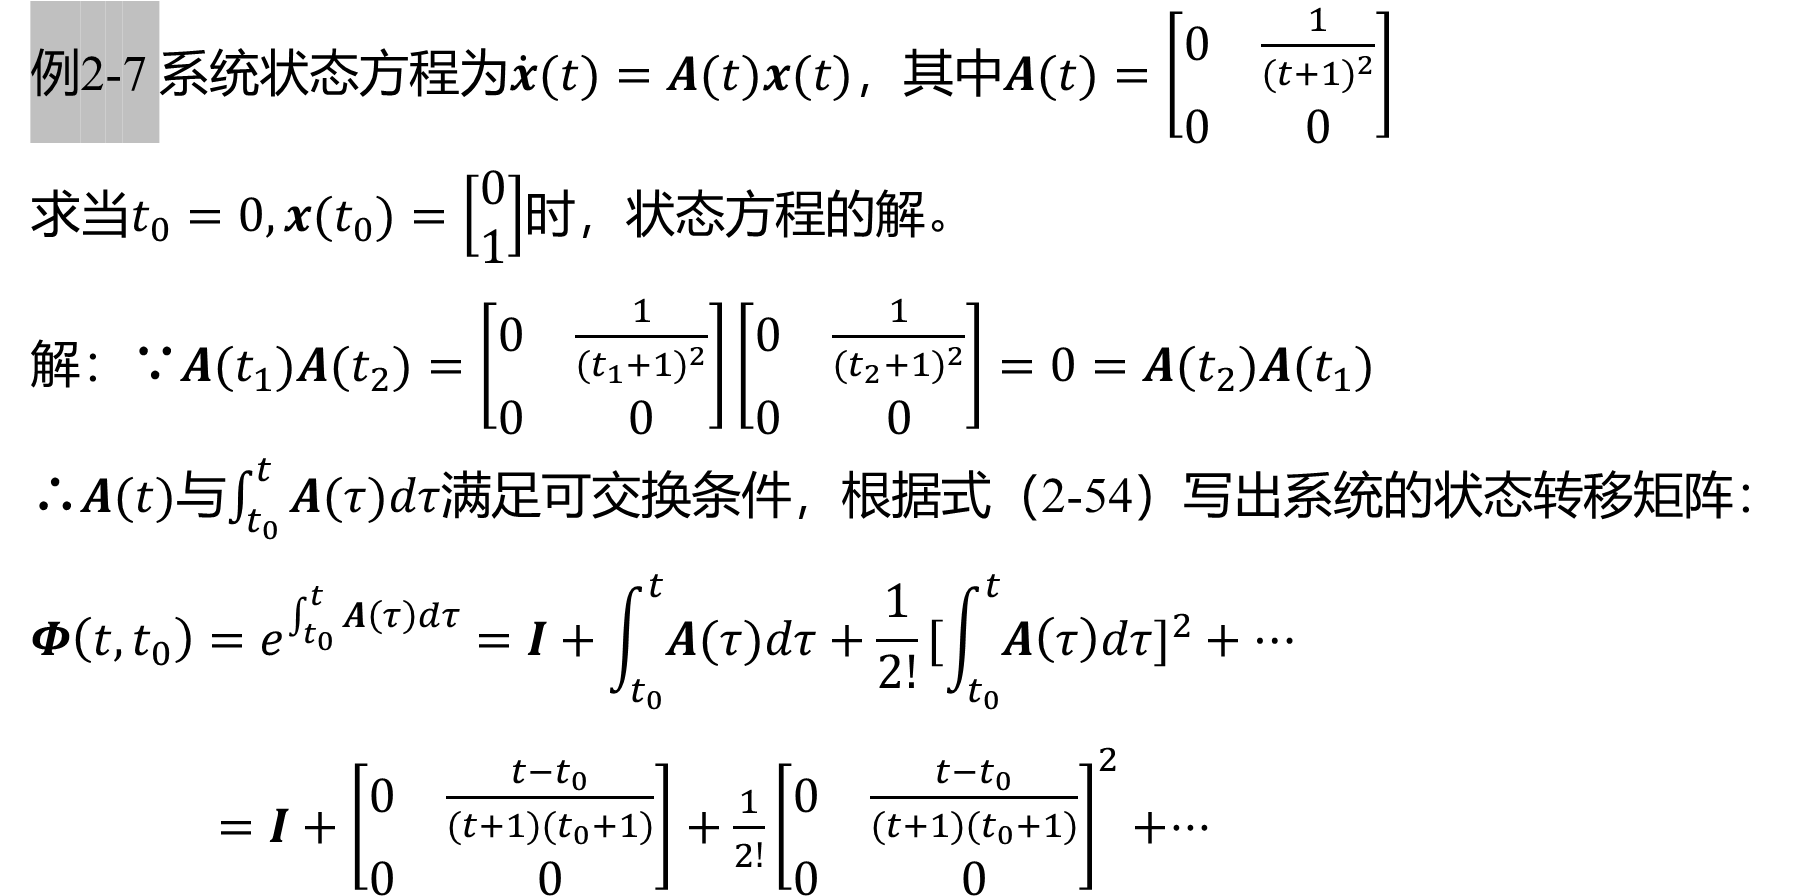 例2-7 系统状态方程为ẋ(t) = A(t)x(t)，其中A(t) = [0 1/(t+1)²; 0 0]
求当t₀ = 0, x(t₀) = [0; 1]时，状态方程的解。
解：∵A(t₁)A(t₂) = [0 1/(t₁+1)²; 0 0] [0 1/(t₂+1)²; 0 0] = 0 = A(t₂)A(t₁)
∴A(t)与∫_{t₀}^{t} A(τ)dτ满足可交换条件，根据式（2-54）写出系统的状态转移矩阵：
Φ(t, t₀) = e^{∫_{t₀}^{t} A(τ)dτ} = I + ∫_{t₀}^{t} A(τ)dτ + 1/2! [∫_{t₀}^{t} A(τ)dτ]² + ⋯
= I + [0 (t−t₀)/((t+1)(t₀+1)); 0 0] + 1/2! [0 (t−t₀)/((t+1)(t₀+1)); 0 0]² +⋯